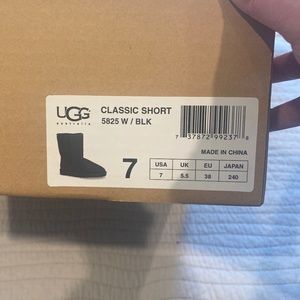 UGG
australia
CLASSIC SHORT
5825 W / BLK
7 37872 99237 8
MADE IN CHINA
7
USA UK EU JAPAN
7 5.5 38 240